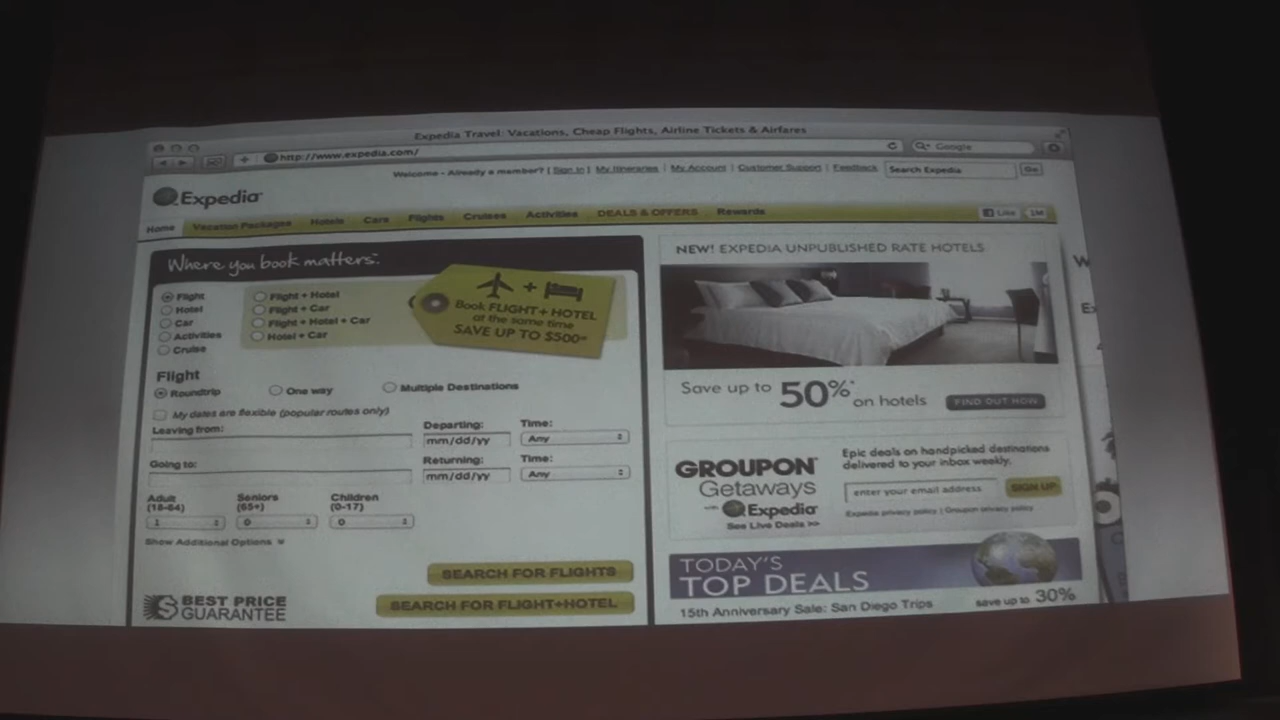 Expedia Travel: Vacations, Cheap Flights, Airline Tickets & Airfares
http://www.expedia.com/
Google
Welcome - Already a member? | Sign in | My Itineraries | My Account | Customer Support | Feedback
Search Expedia
Go
Expedia
Home Vacation Packages Hotels Cars Flights Cruises Activities DEALS & OFFERS Rewards
Like 1M
Where you book matters.
Flight
Hotel
Car
Activities
Cruise
Flight + Hotel
Flight + Car
Flight + Hotel + Car
Hotel + Car
Book FLIGHT+HOTEL
at the same time
SAVE UP TO $500*
Flight
Roundtrip One way Multiple Destinations
My dates are flexible (popular routes only)
Leaving from: Departing: Time:
mm/dd/yy Any
Going to: Returning: Time:
mm/dd/yy Any
Adult Seniors Children
(18-64) (65+) (0-17)
1 0 0
Show Additional Options
SEARCH FOR FLIGHTS
BEST PRICE
GUARANTEE
SEARCH FOR FLIGHT+HOTEL
NEW! EXPEDIA UNPUBLISHED RATE HOTELS
Save up to 50%* on hotels
FIND OUT NOW
GROUPON
Getaways
with Expedia
See Live Deals >>
Epic deals on handpicked destinations
delivered to your inbox weekly.
enter your email address SIGN UP
Expedia privacy policy | Groupon privacy policy
TODAY'S
TOP DEALS
15th Anniversary Sale: San Diego Trips save up to 30%